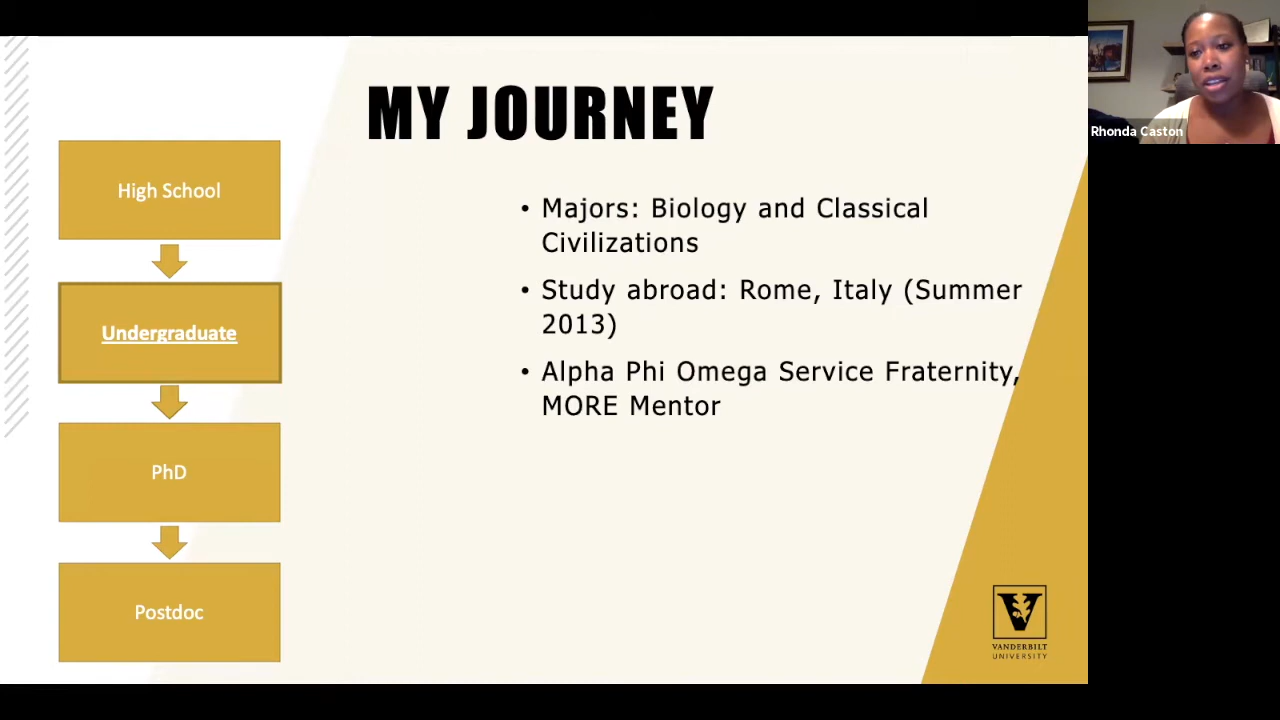 MY JOURNEY
High School
Undergraduate
PhD
Postdoc
• Majors: Biology and Classical
Civilizations
• Study abroad: Rome, Italy (Summer
2013)
• Alpha Phi Omega Service Fraternity,
MORE Mentor
V
VANDERBILT
UNIVERSITY
Rhonda Caston